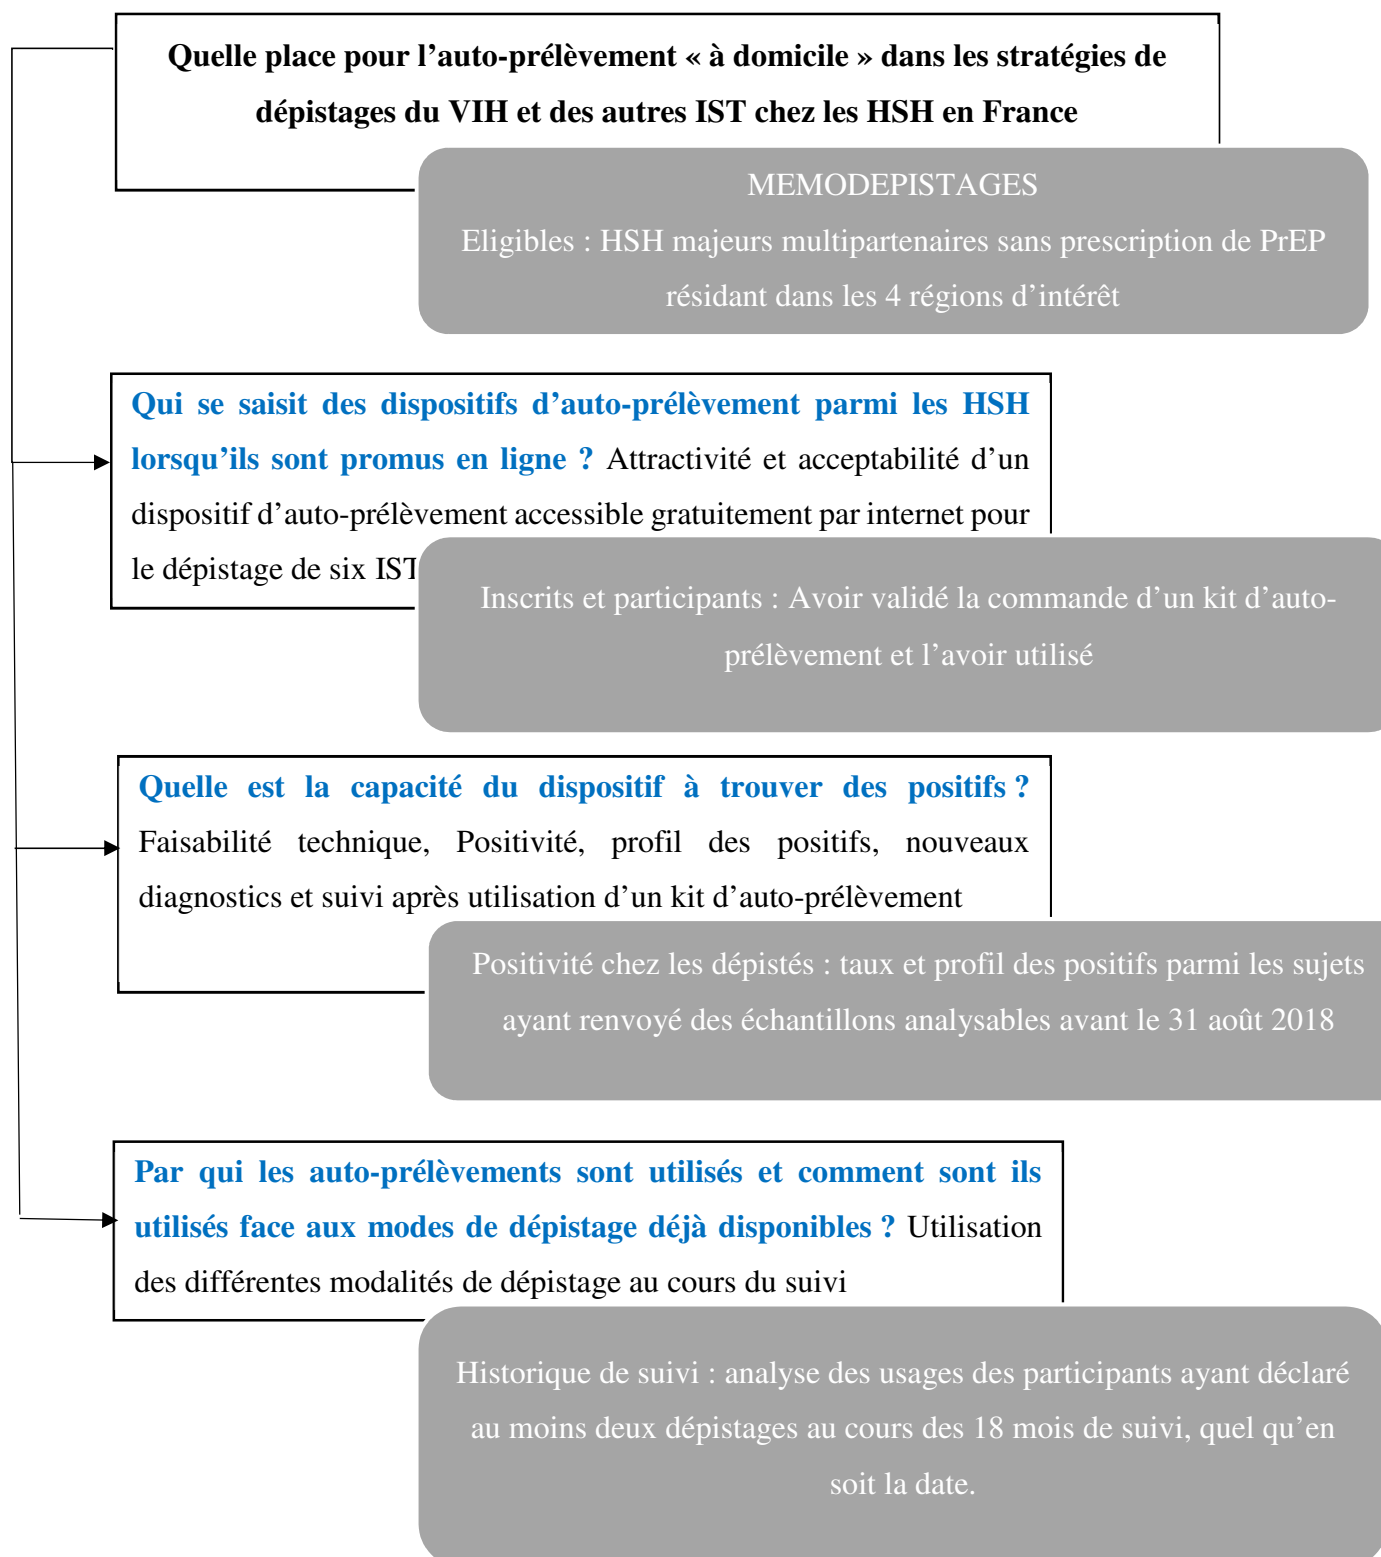 Quelle place pour l’auto-prélèvement « à domicile » dans les stratégies de
dépistages du VIH et des autres IST chez les HSH en France
MEMODEPISTAGES
Eligibles : HSH majeurs multipartenaires sans prescription de PrEP
résidant dans les 4 régions d’intérêt
Qui se saisit des dispositifs d’auto-prélèvement parmi les HSH
lorsqu’ils sont promus en ligne ? Attractivité et acceptabilité d’un
dispositif d’auto-prélèvement accessible gratuitement par internet pour
le dépistage de six IST
Inscrits et participants : Avoir validé la commande d’un kit d’auto-
prélèvement et l’avoir utilisé
Quelle est la capacité du dispositif à trouver des positifs ?
Faisabilité technique, Positivité, profil des positifs, nouveaux
diagnostics et suivi après utilisation d’un kit d’auto-prélèvement
Positivité chez les dépistés : taux et profil des positifs parmi les sujets
ayant renvoyé des échantillons analysables avant le 31 août 2018
Par qui les auto-prélèvements sont utilisés et comment sont ils
utilisés face aux modes de dépistage déjà disponibles ? Utilisation
des différentes modalités de dépistage au cours du suivi
Historique de suivi : analyse des usages des participants ayant déclaré
au moins deux dépistages au cours des 18 mois de suivi, quel qu’en
soit la date.